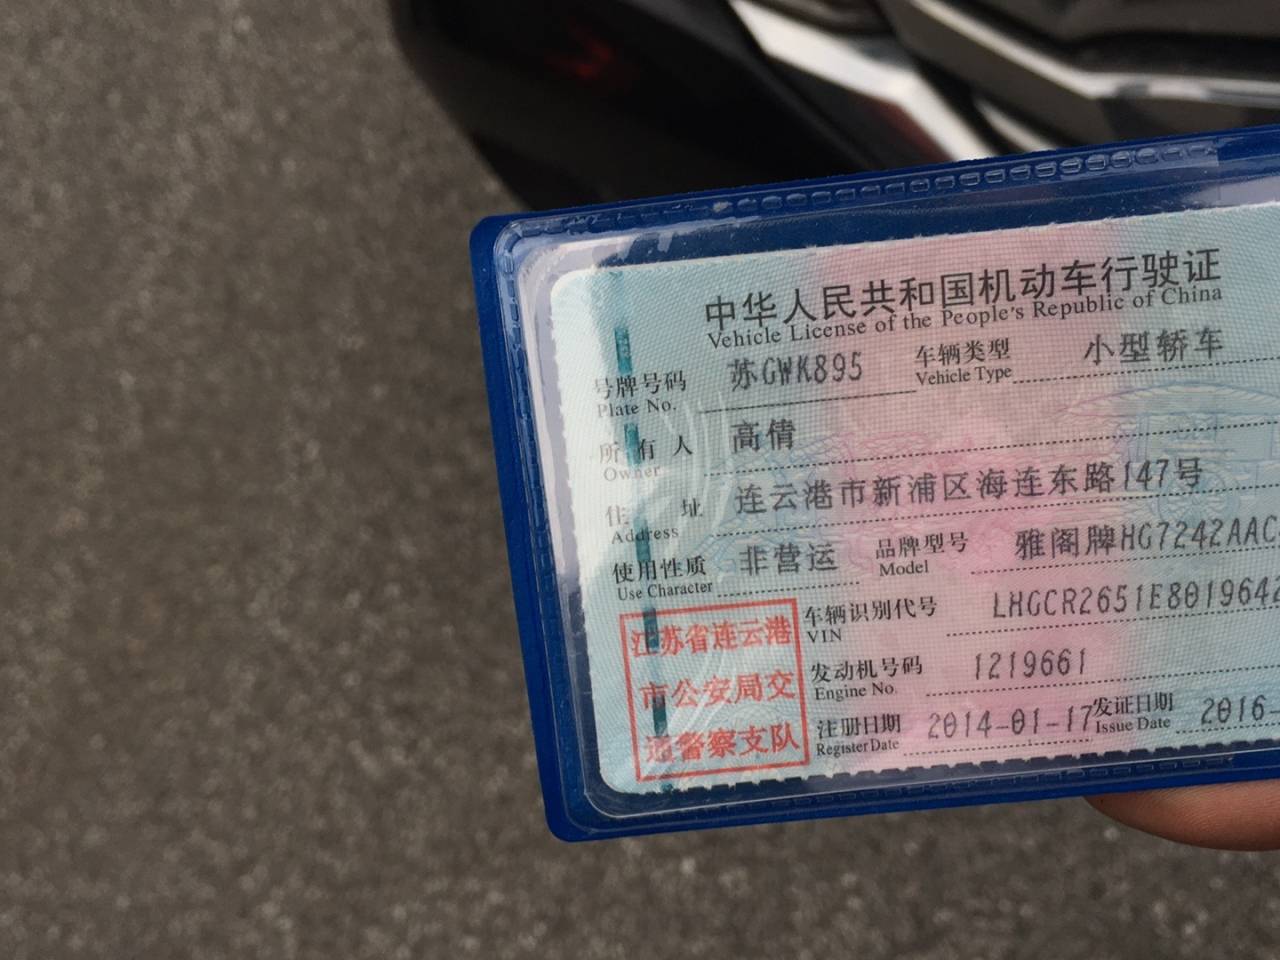 中华人民共和国机动车行驶证
Vehicle License of the People's Republic of China
号牌号码 苏GWK895 车辆类型 小型轿车
Plate No. Vehicle Type
所有人 高倩
Owner
住址 连云港市新浦区海连东路147号
Address
使用性质 非营运 品牌型号 雅阁牌HG7242AAC
Use Character Model
江苏省连云港
市公安局交
通警察支队
车辆识别代号 LHGCR2651E801964
VIN
发动机号码 1219661
Engine No.
注册日期 2014-01-17 发证日期 2016-
Register Date Issue Date